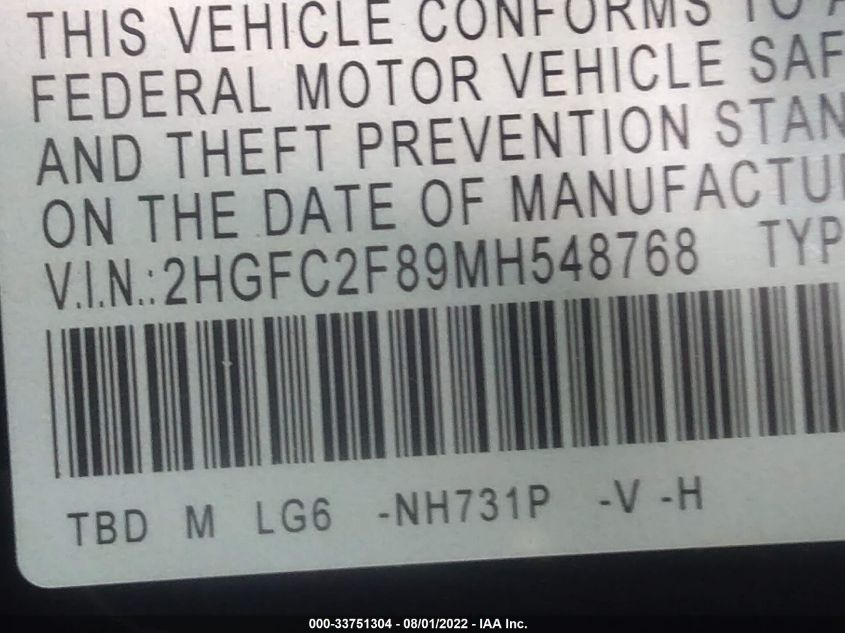 THIS VEHICLE CONFORMS TO A
FEDERAL MOTOR VEHICLE SAF
AND THEFT PREVENTION STAN
ON THE DATE OF MANUFACTU
V.I.N.:2HGFC2F89MH548768 TYP
TBD M LG6 -NH731P -V -H
000-33751304 - 08/01/2022 - IAA Inc.